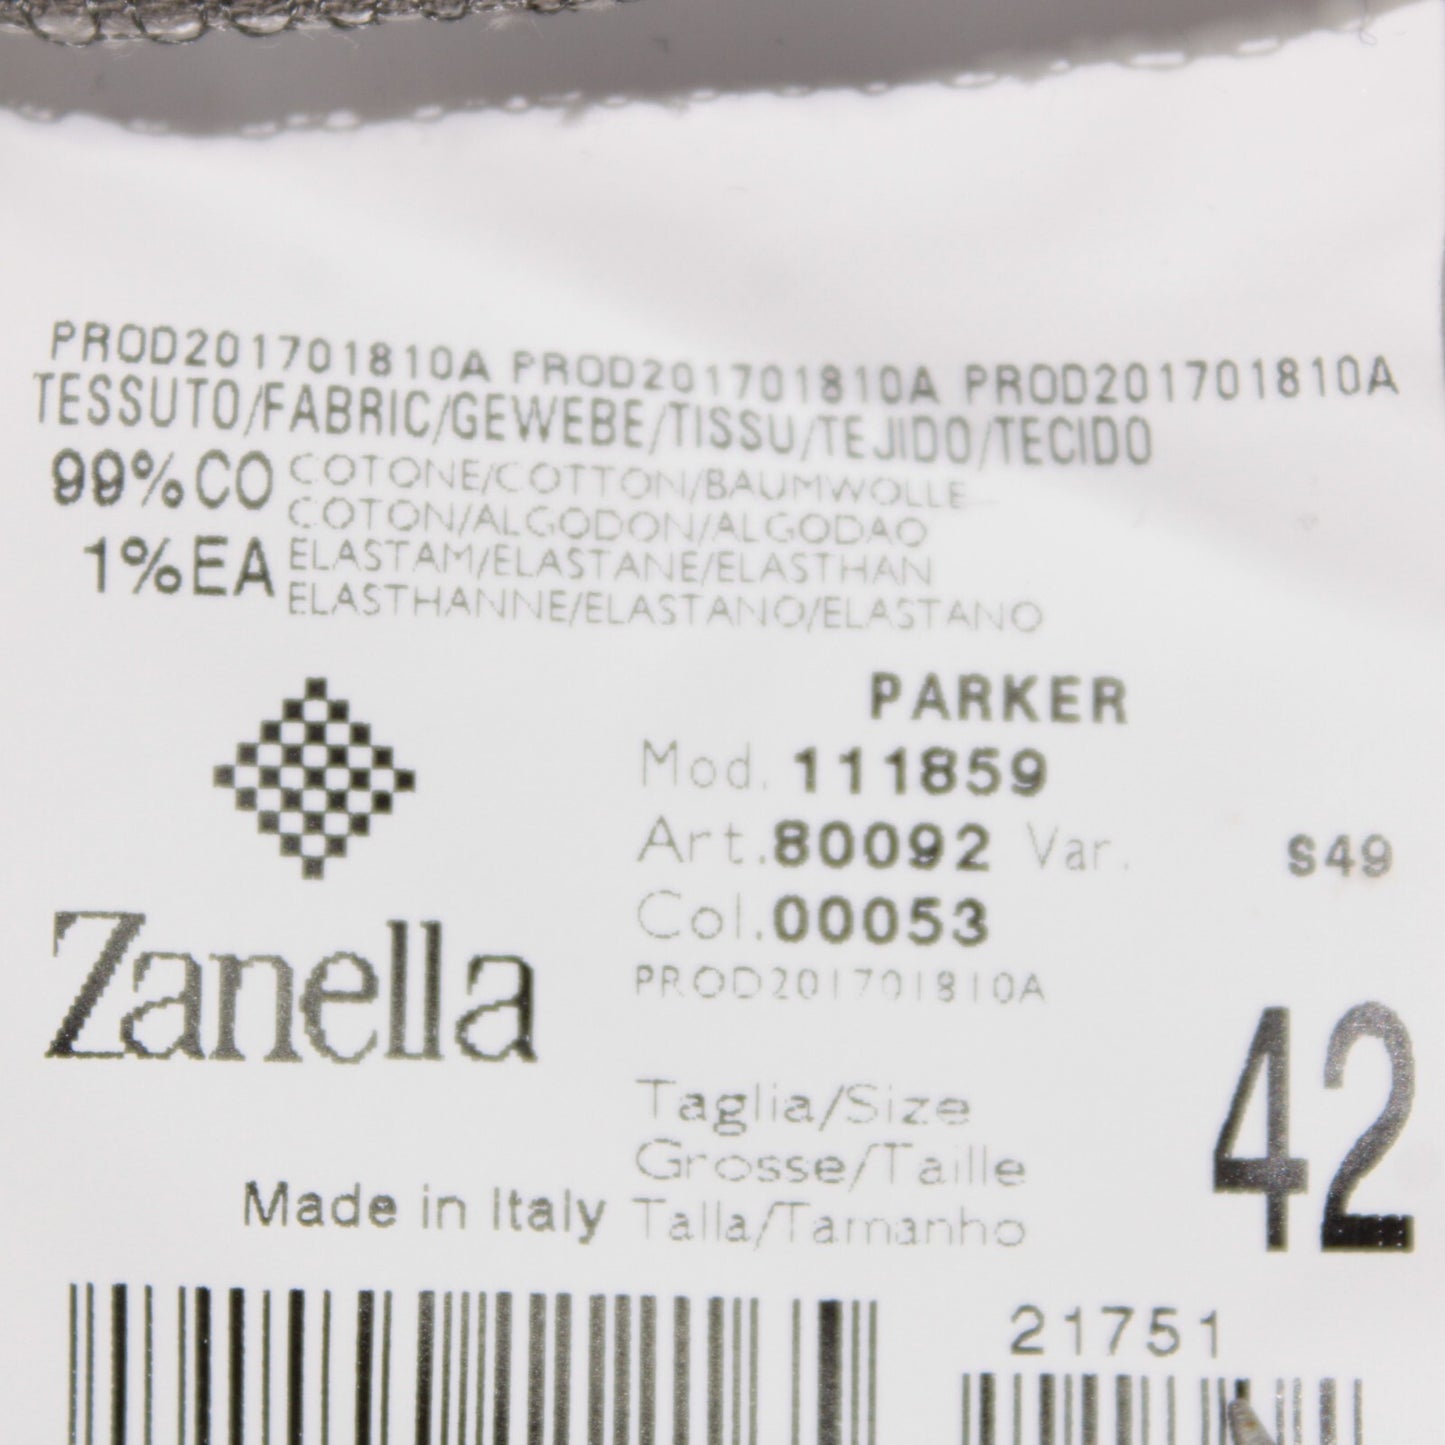 PROD201701810A PROD201701810A PROD201701810A
TESSUTO/FABRIC/GEWEBE/TISSU/TEJIDO/TECIDO
99%CO COTONE/COTTON/BAUMWOLLE
COTON/ALGODON/ALGODAO
1%EA ELASTAM/ELASTANE/ELASTHAN
ELASTHANNE/ELASTANO/ELASTANO
PARKER
Mod. 111859
Art.80092 Var. S49
Col.00053
PROD201701810A
Zanella
Taglia/Size
Grosse/Taille
Talla/Tamanho
42
Made in Italy
21751